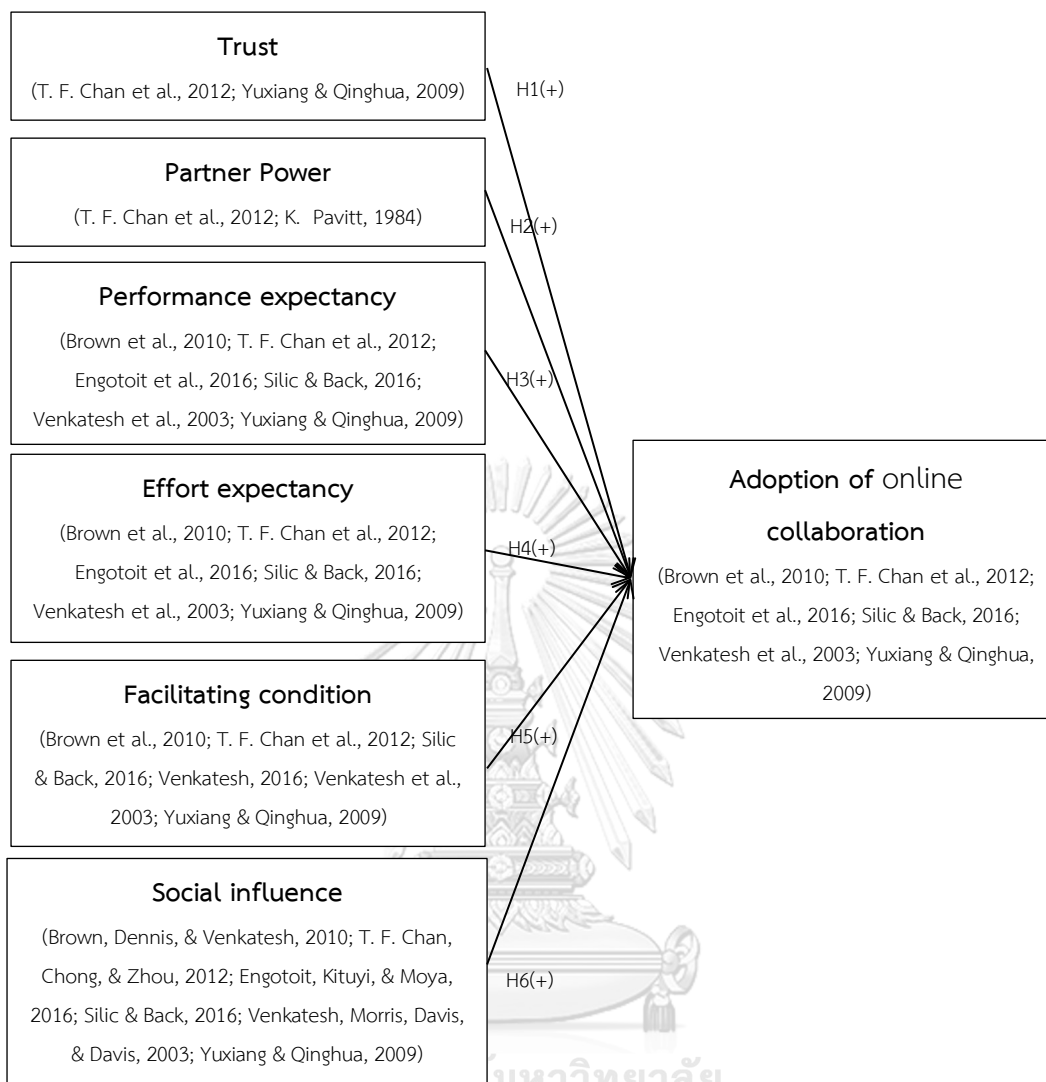 Trust
(T. F. Chan et al., 2012; Yuxiang & Qinghua, 2009)
H1(+)
Partner Power
(T. F. Chan et al., 2012; K. Pavitt, 1984)
H2(+)
Performance expectancy
(Brown et al., 2010; T. F. Chan et al., 2012;
Engotoit et al., 2016; Silic & Back, 2016;
Venkatesh et al., 2003; Yuxiang & Qinghua, 2009)
H3(+)
Effort expectancy
(Brown et al., 2010; T. F. Chan et al., 2012;
Engotoit et al., 2016; Silic & Back, 2016;
Venkatesh et al., 2003; Yuxiang & Qinghua, 2009)
H4(+)
Facilitating condition
(Brown et al., 2010; T. F. Chan et al., 2012; Silic
& Back, 2016; Venkatesh, 2016; Venkatesh et al.,
2003; Yuxiang & Qinghua, 2009)
H5(+)
Social influence
(Brown, Dennis, & Venkatesh, 2010; T. F. Chan,
Chong, & Zhou, 2012; Engotoit, Kituyi, & Moya,
2016; Silic & Back, 2016; Venkatesh, Morris, Davis,
& Davis, 2003; Yuxiang & Qinghua, 2009)
H6(+)
Adoption of online
collaboration
(Brown et al., 2010; T. F. Chan et al., 2012;
Engotoit et al., 2016; Silic & Back, 2016;
Venkatesh et al., 2003; Yuxiang & Qinghua,
2009)